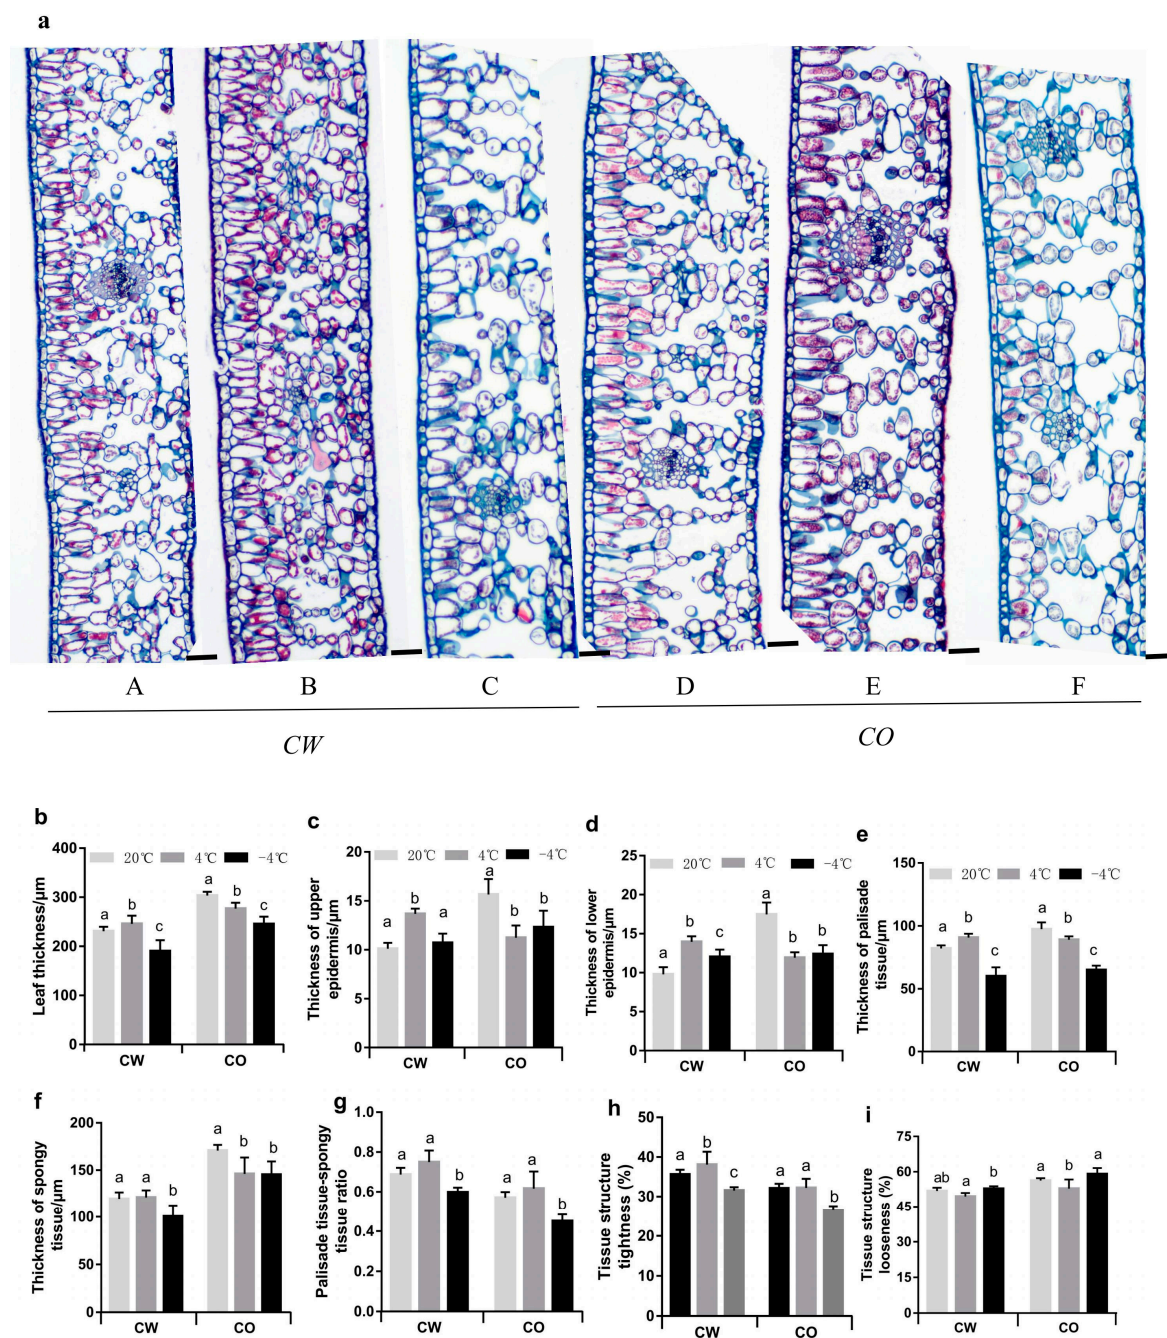 a
A B C D E F
CW CO
b
Leaf thickness/μm
20℃ 4℃ -4℃
400
300
200
100
0
a b c a b c
CW CO
c
Thickness of upper
epidermis/μm
20℃ 4℃ -4℃
20
15
10
5
0
a b a a b b
CW CO
d
Thickness of lower
epidermis/μm
20℃ 4℃ -4℃
25
20
15
10
5
0
a b c a b b
CW CO
e
Thickness of palisade
tissue/μm
20℃ 4℃ -4℃
150
100
50
0
a b c a b c
CW CO
f
Thickness of spongy
tissue/μm
200
150
100
50
0
a a b a b b
CW CO
g
Palisade tissue-spongy
tissue ratio
1.0
0.8
0.6
0.4
0.2
0.0
a a b a a b
CW CO
h
Tissue structure
tightness (%)
50
40
30
20
10
0
a b c a a b
CW CO
i
Tissue structure
looseness (%)
75
60
45
30
15
0
ab a b a b a
CW CO